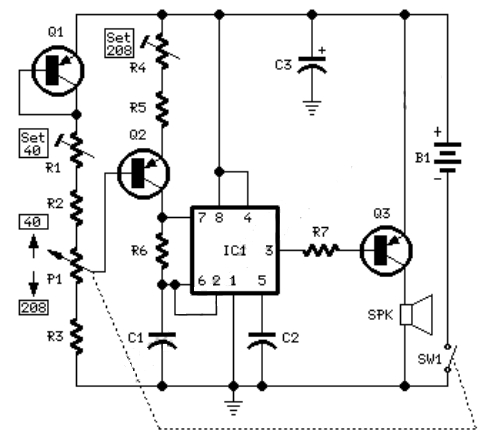 Q1
Set
208
R4
C3
+
R5
Set
40
R1
Q2
+
B1
-
R2
Q3
40
7
8
4
R7
R6
IC1
3
P1
6
2
1
5
208
SPK
R3
C1
C2
SW1